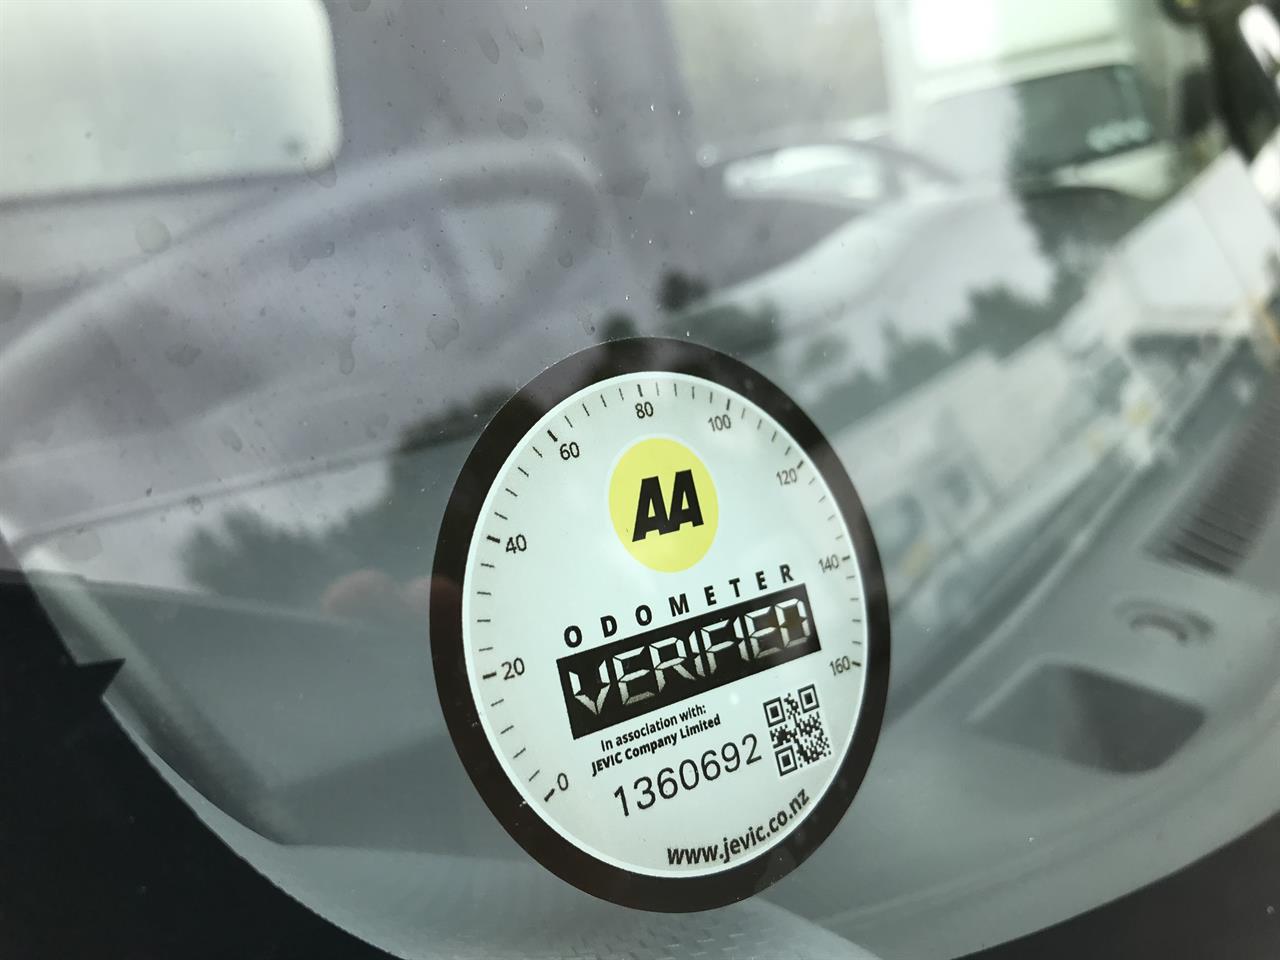 0
20
40
60
80
100
120
140
160
AA
ODOMETER
VERIFIED
In association with:
JEVIC Company Limited
1360692
www.jevic.co.nz